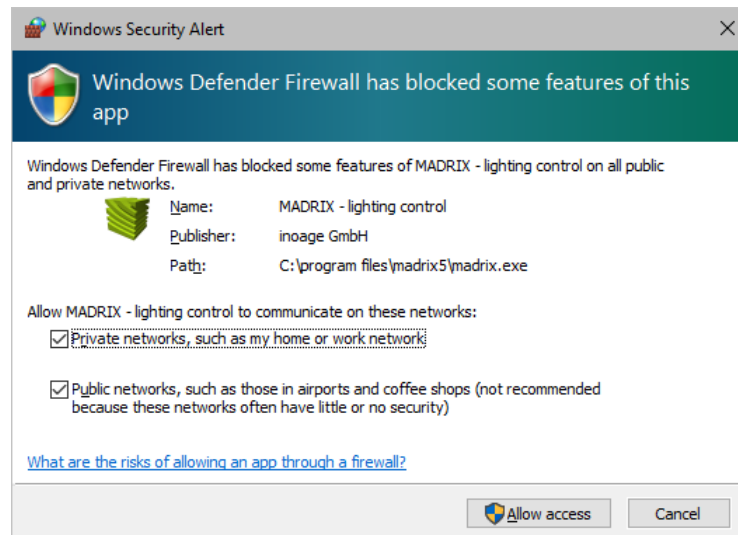 Windows Security Alert
Windows Defender Firewall has blocked some features of this
app
Windows Defender Firewall has blocked some features of MADRIX - lighting control on all public
and private networks.
Name: MADRIX - lighting control
Publisher: inoage GmbH
Path: C:\program files\madrix5\madrix.exe
Allow MADRIX - lighting control to communicate on these networks:
Private networks, such as my home or work network
Public networks, such as those in airports and coffee shops (not recommended
because these networks often have little or no security)
What are the risks of allowing an app through a firewall?
Allow access Cancel